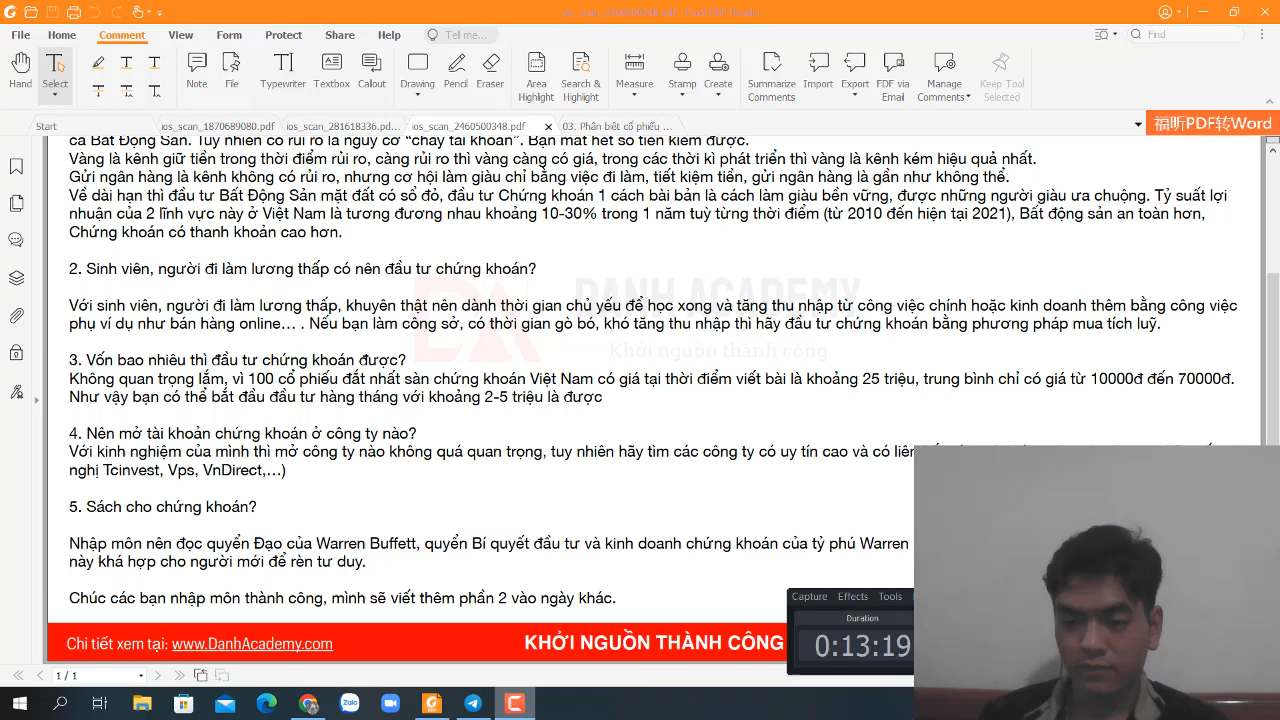 File Home Comment View Form Protect Share Help Tell me... Find
Hand Select Note File Typewriter Textbox Callout Drawing Pencil Eraser Area Highlight Search & Highlight Measure Stamp Create Summarize Comments Import Export PDF via Email Manage Comments Keep Tool Selected
Start ios_scan_1870689080.pdf ios_scan_281618336.pd... ios_scan_2460500348.pdf 03. Phân biệt cổ phiếu ... 福昕PDF转Word
cả Bất Động Sản. Tuy nhiên có rủi ro là nguy cơ “cháy tài khoản”. Bạn mất hết số tiền kiếm được.
Vàng là kênh giữ tiền trong thời điểm rủi ro, càng rủi ro thì vàng càng có giá, trong các thời kì phát triển thì vàng là kênh kém hiệu quả nhất.
Gửi ngân hàng là kênh không có rủi ro, nhưng cơ hội làm giàu chỉ bằng việc đi làm, tiết kiệm tiền, gửi ngân hàng là gần như không thể.
Về dài hạn thì đầu tư Bất Động Sản mặt đất có sổ đỏ, đầu tư Chứng khoán 1 cách bài bản là cách làm giàu bền vững, được những người giàu ưa chuộng. Tỷ suất lợi
nhuận của 2 lĩnh vực này ở Việt Nam là tương đương nhau khoảng 10-30% trong 1 năm tuỳ từng thời điểm (từ 2010 đến hiện tại 2021), Bất động sản an toàn hơn,
Chứng khoán có thanh khoản cao hơn.
2. Sinh viên, người đi làm lương thấp có nên đầu tư chứng khoán?
DANH ACADEMY
Với sinh viên, người đi làm lương thấp, khuyên thật nên dành thời gian chủ yếu để học xong và tăng thu nhập từ công việc chính hoặc kinh doanh thêm bằng công việc
phụ ví dụ như bán hàng online… . Nếu bạn làm công sở, có thời gian gò bó, khó tăng thu nhập thì hãy đầu tư chứng khoán bằng phương pháp mua tích luỹ.
Khởi nguồn thành công
3. Vốn bao nhiêu thì đầu tư chứng khoán được?
Không quan trọng lắm, vì 100 cổ phiếu đắt nhất sàn chứng khoán Việt Nam có giá tại thời điểm viết bài là khoảng 25 triệu, trung bình chỉ có giá từ 10000đ đến 70000đ.
Như vậy bạn có thể bắt đầu đầu tư hàng tháng với khoảng 2-5 triệu là được
4. Nên mở tài khoản chứng khoán ở công ty nào?
Với kinh nghiệm của mình thì mở công ty nào không quá quan trọng, tuy nhiên hãy tìm các công ty có uy tín cao và có
nghị Tcinvest, Vps, VnDirect,…)
5. Sách cho chứng khoán?
Nhập môn nên đọc quyển Đạo của Warren Buffett, quyển Bí quyết đầu tư và kinh doanh chứng khoán của tỷ phú Warren
này khá hợp cho người mới để rèn tư duy.
Chúc các bạn nhập môn thành công, mình sẽ viết thêm phần 2 vào ngày khác.
Capture Effects Tools
Duration
0:13:19
Chi tiết xem tại: www.DanhAcademy.com KHỞI NGUỒN THÀNH CÔNG
1 / 1
Zalo